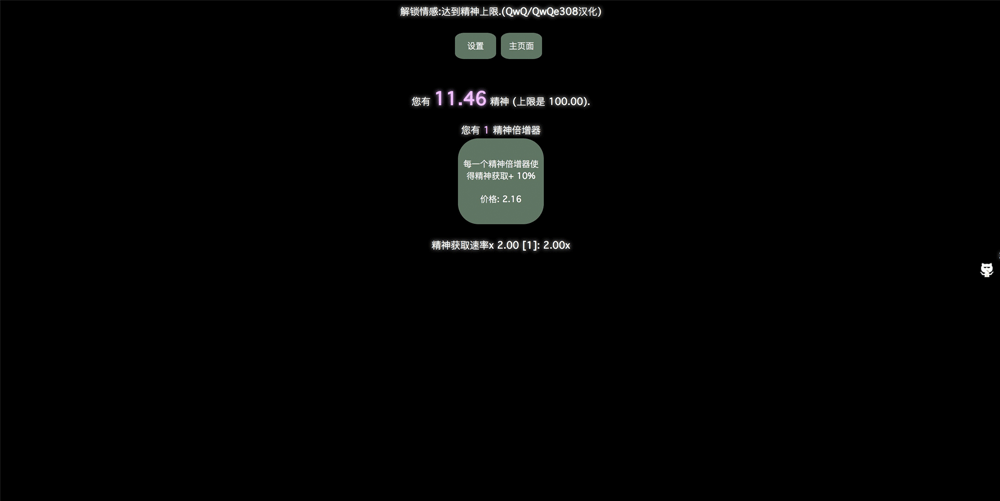 解锁情感:达到精神上限.(QwQ/QwQe308汉化)
设置
主页面
您有 11.46 精神 (上限是 100.00).
您有 1 精神倍增器
每一个精神倍增器使
得精神获取+ 10%
价格: 2.16
精神获取速率x 2.00 [1]: 2.00x